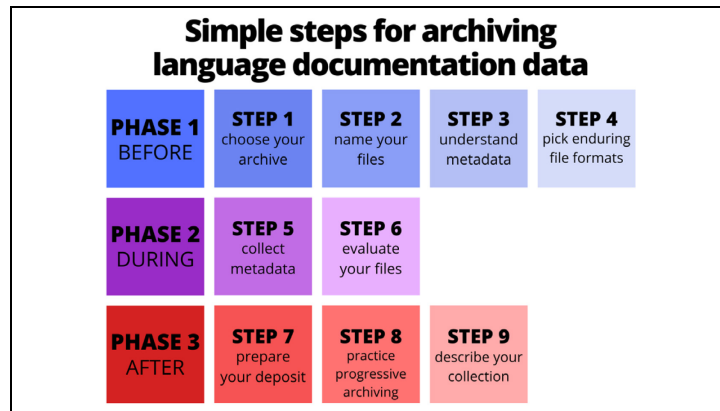 Simple steps for archiving
language documentation data
PHASE 1
BEFORE
STEP 1
choose your
archive
STEP 2
name your
files
STEP 3
understand
metadata
STEP 4
pick enduring
file formats
PHASE 2
DURING
STEP 5
collect
metadata
STEP 6
evaluate
your files
PHASE 3
AFTER
STEP 7
prepare
your deposit
STEP 8
practice
progressive
archiving
STEP 9
describe your
collection